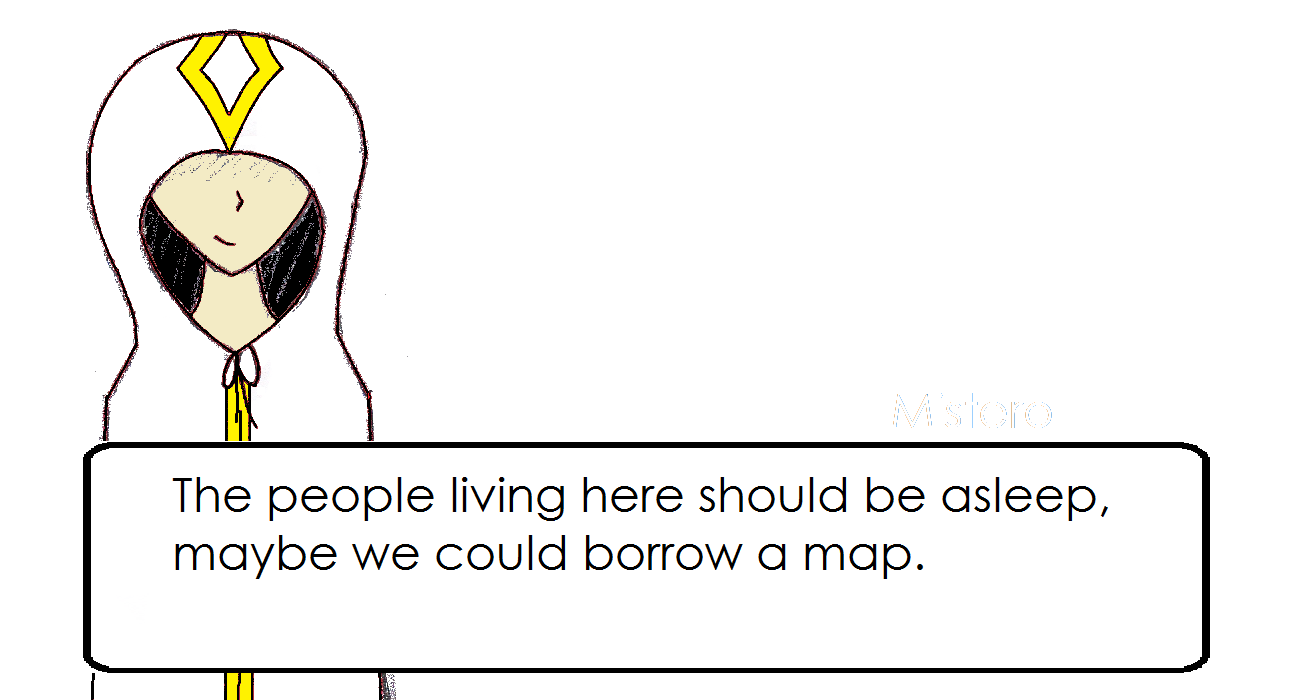 Mistero
The people living here should be asleep,
maybe we could borrow a map.